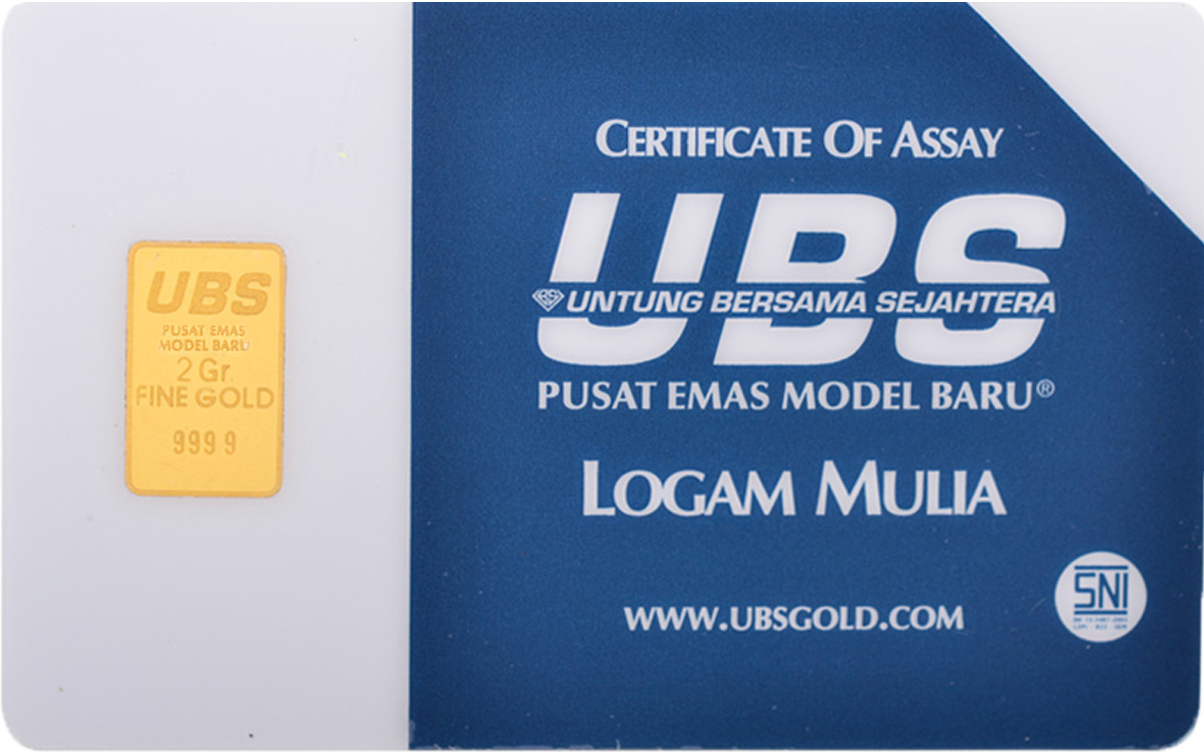 UBS
PUSAT EMAS
MODEL BARU
2 Gr.
FINE GOLD
999 9
CERTIFICATE OF ASSAY
UBS
UNTUNG BERSAMA SEJAHTERA
PUSAT EMAS MODEL BARU®
LOGAM MULIA
WWW.UBSGOLD.COM
SNI